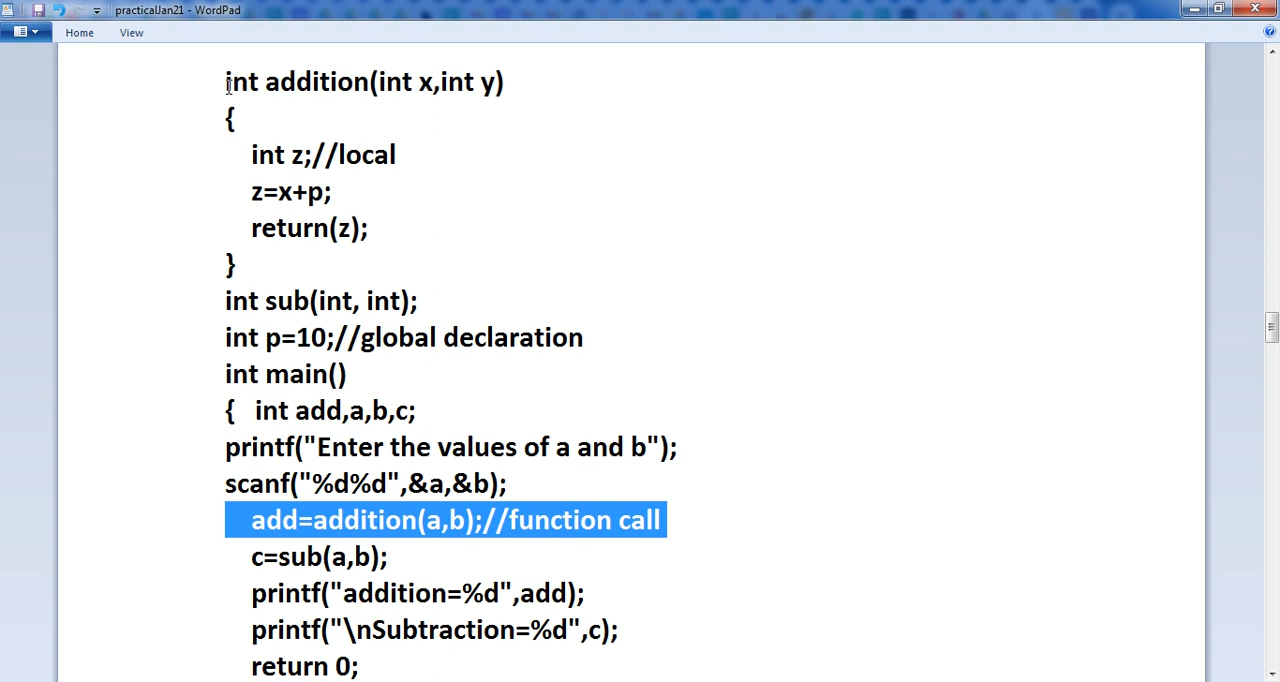 practicalJan21 - WordPad
Home View
int addition(int x,int y)
{
int z;//local
z=x+p;
return(z);
}
int sub(int, int);
int p=10;//global declaration
int main()
{ int add,a,b,c;
printf("Enter the values of a and b");
scanf("%d%d",&a,&b);
add=addition(a,b);//function call
c=sub(a,b);
printf("addition=%d",add);
printf("\nSubtraction=%d",c);
return 0;